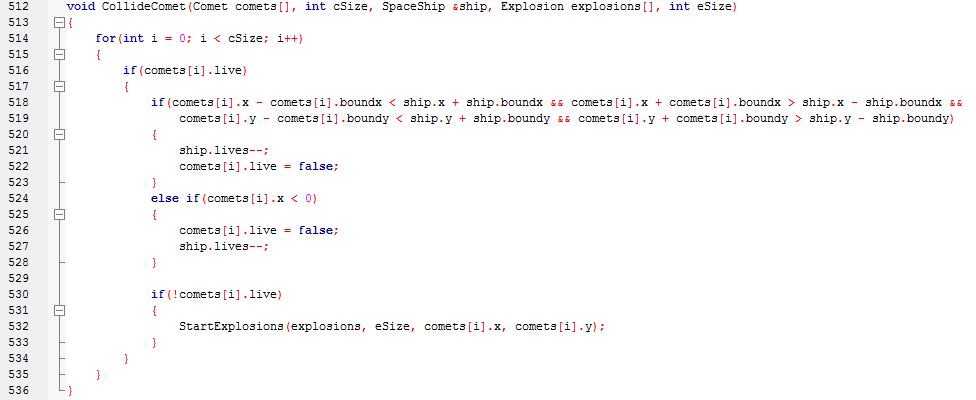 512 void CollideComet(Comet comets[], int cSize, SpaceShip &ship, Explosion explosions[], int eSize)
513 {
514     for(int i = 0; i < cSize; i++)
515     {
516         if(comets[i].live)
517         {
518             if(comets[i].x - comets[i].boundx < ship.x + ship.boundx && comets[i].x + comets[i].boundx > ship.x - ship.boundx &&
519                 comets[i].y - comets[i].boundy < ship.y + ship.boundy && comets[i].y + comets[i].boundy > ship.y - ship.boundy)
520             {
521                 ship.lives--;
522                 comets[i].live = false;
523             }
524             else if(comets[i].x < 0)
525             {
526                 comets[i].live = false;
527                 ship.lives--;
528             }
529
530             if(!comets[i].live)
531             {
532                 StartExplosions(explosions, eSize, comets[i].x, comets[i].y);
533             }
534         }
535     }
536 }